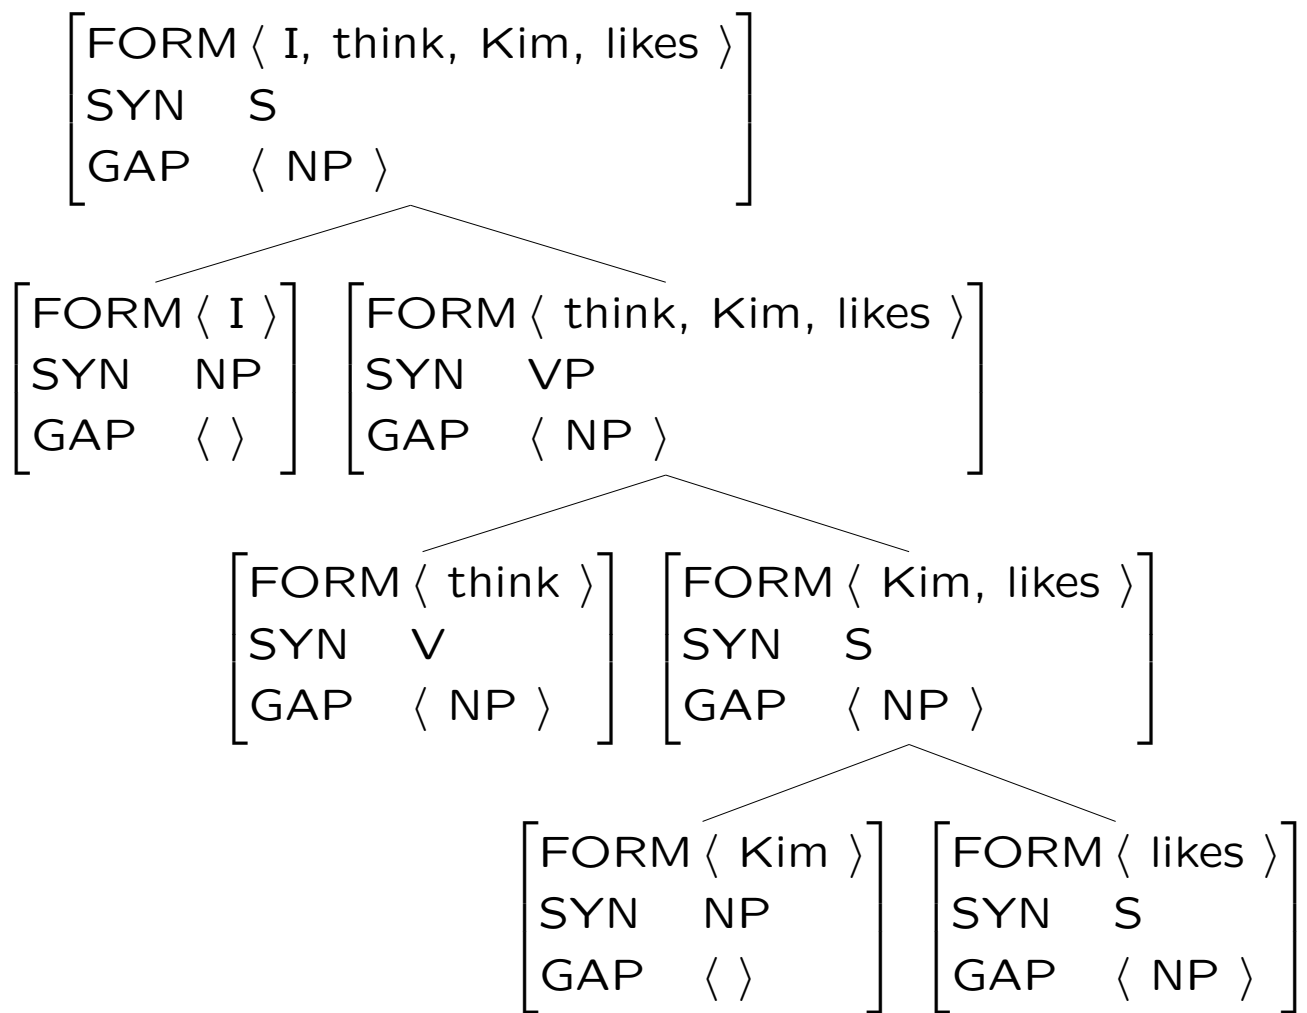 FORM ⟨ I, think, Kim, likes ⟩
SYN S
GAP ⟨ NP ⟩
FORM ⟨ I ⟩
SYN NP
GAP ⟨ ⟩
FORM ⟨ think, Kim, likes ⟩
SYN VP
GAP ⟨ NP ⟩
FORM ⟨ think ⟩
SYN V
GAP ⟨ NP ⟩
FORM ⟨ Kim, likes ⟩
SYN S
GAP ⟨ NP ⟩
FORM ⟨ Kim ⟩
SYN NP
GAP ⟨ ⟩
FORM ⟨ likes ⟩
SYN S
GAP ⟨ NP ⟩